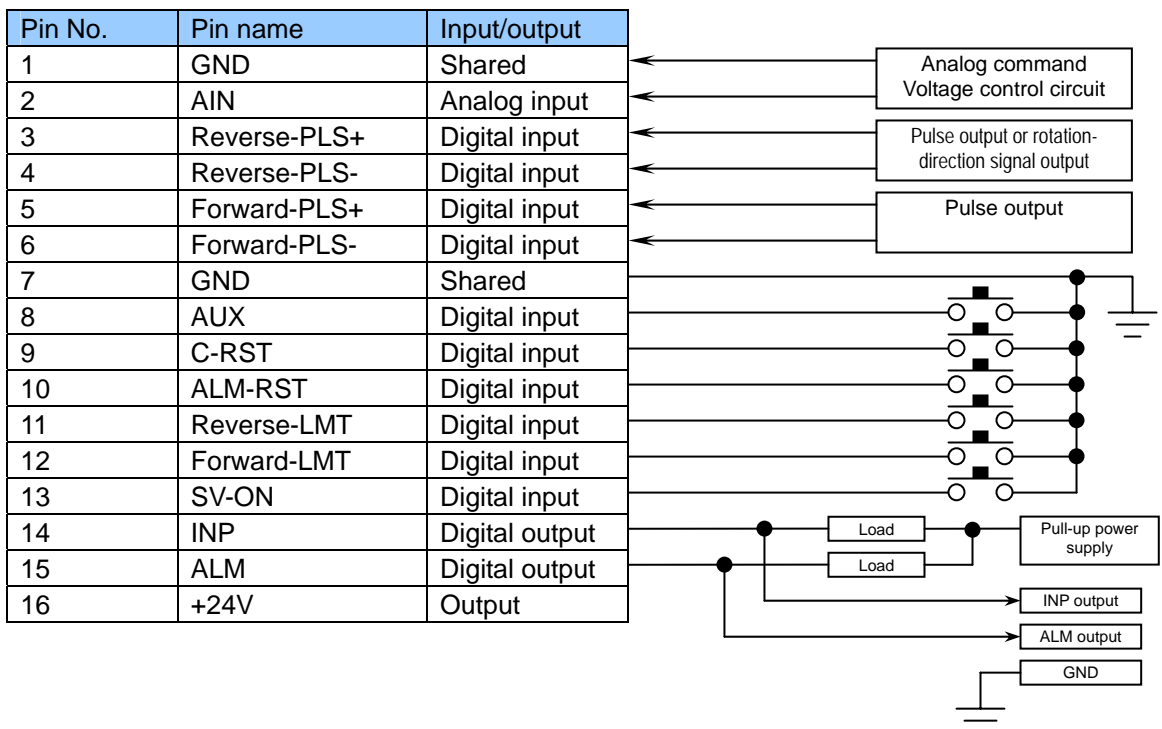 Pin No. Pin name Input/output
1 GND Shared
2 AIN Analog input
3 Reverse-PLS+ Digital input
4 Reverse-PLS- Digital input
5 Forward-PLS+ Digital input
6 Forward-PLS- Digital input
7 GND Shared
8 AUX Digital input
9 C-RST Digital input
10 ALM-RST Digital input
11 Reverse-LMT Digital input
12 Forward-LMT Digital input
13 SV-ON Digital input
14 INP Digital output
15 ALM Digital output
16 +24V Output
Analog command
Voltage control circuit
Pulse output or rotation-
direction signal output
Pulse output
Load
Load
Pull-up power
supply
INP output
ALM output
GND